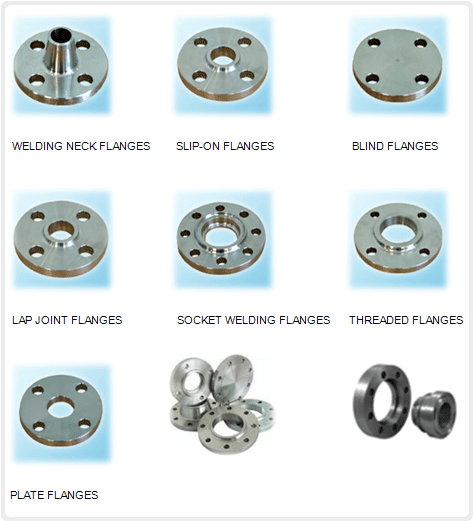 WELDING NECK FLANGES
SLIP-ON FLANGES
BLIND FLANGES
LAP JOINT FLANGES
SOCKET WELDING FLANGES
THREADED FLANGES
PLATE FLANGES